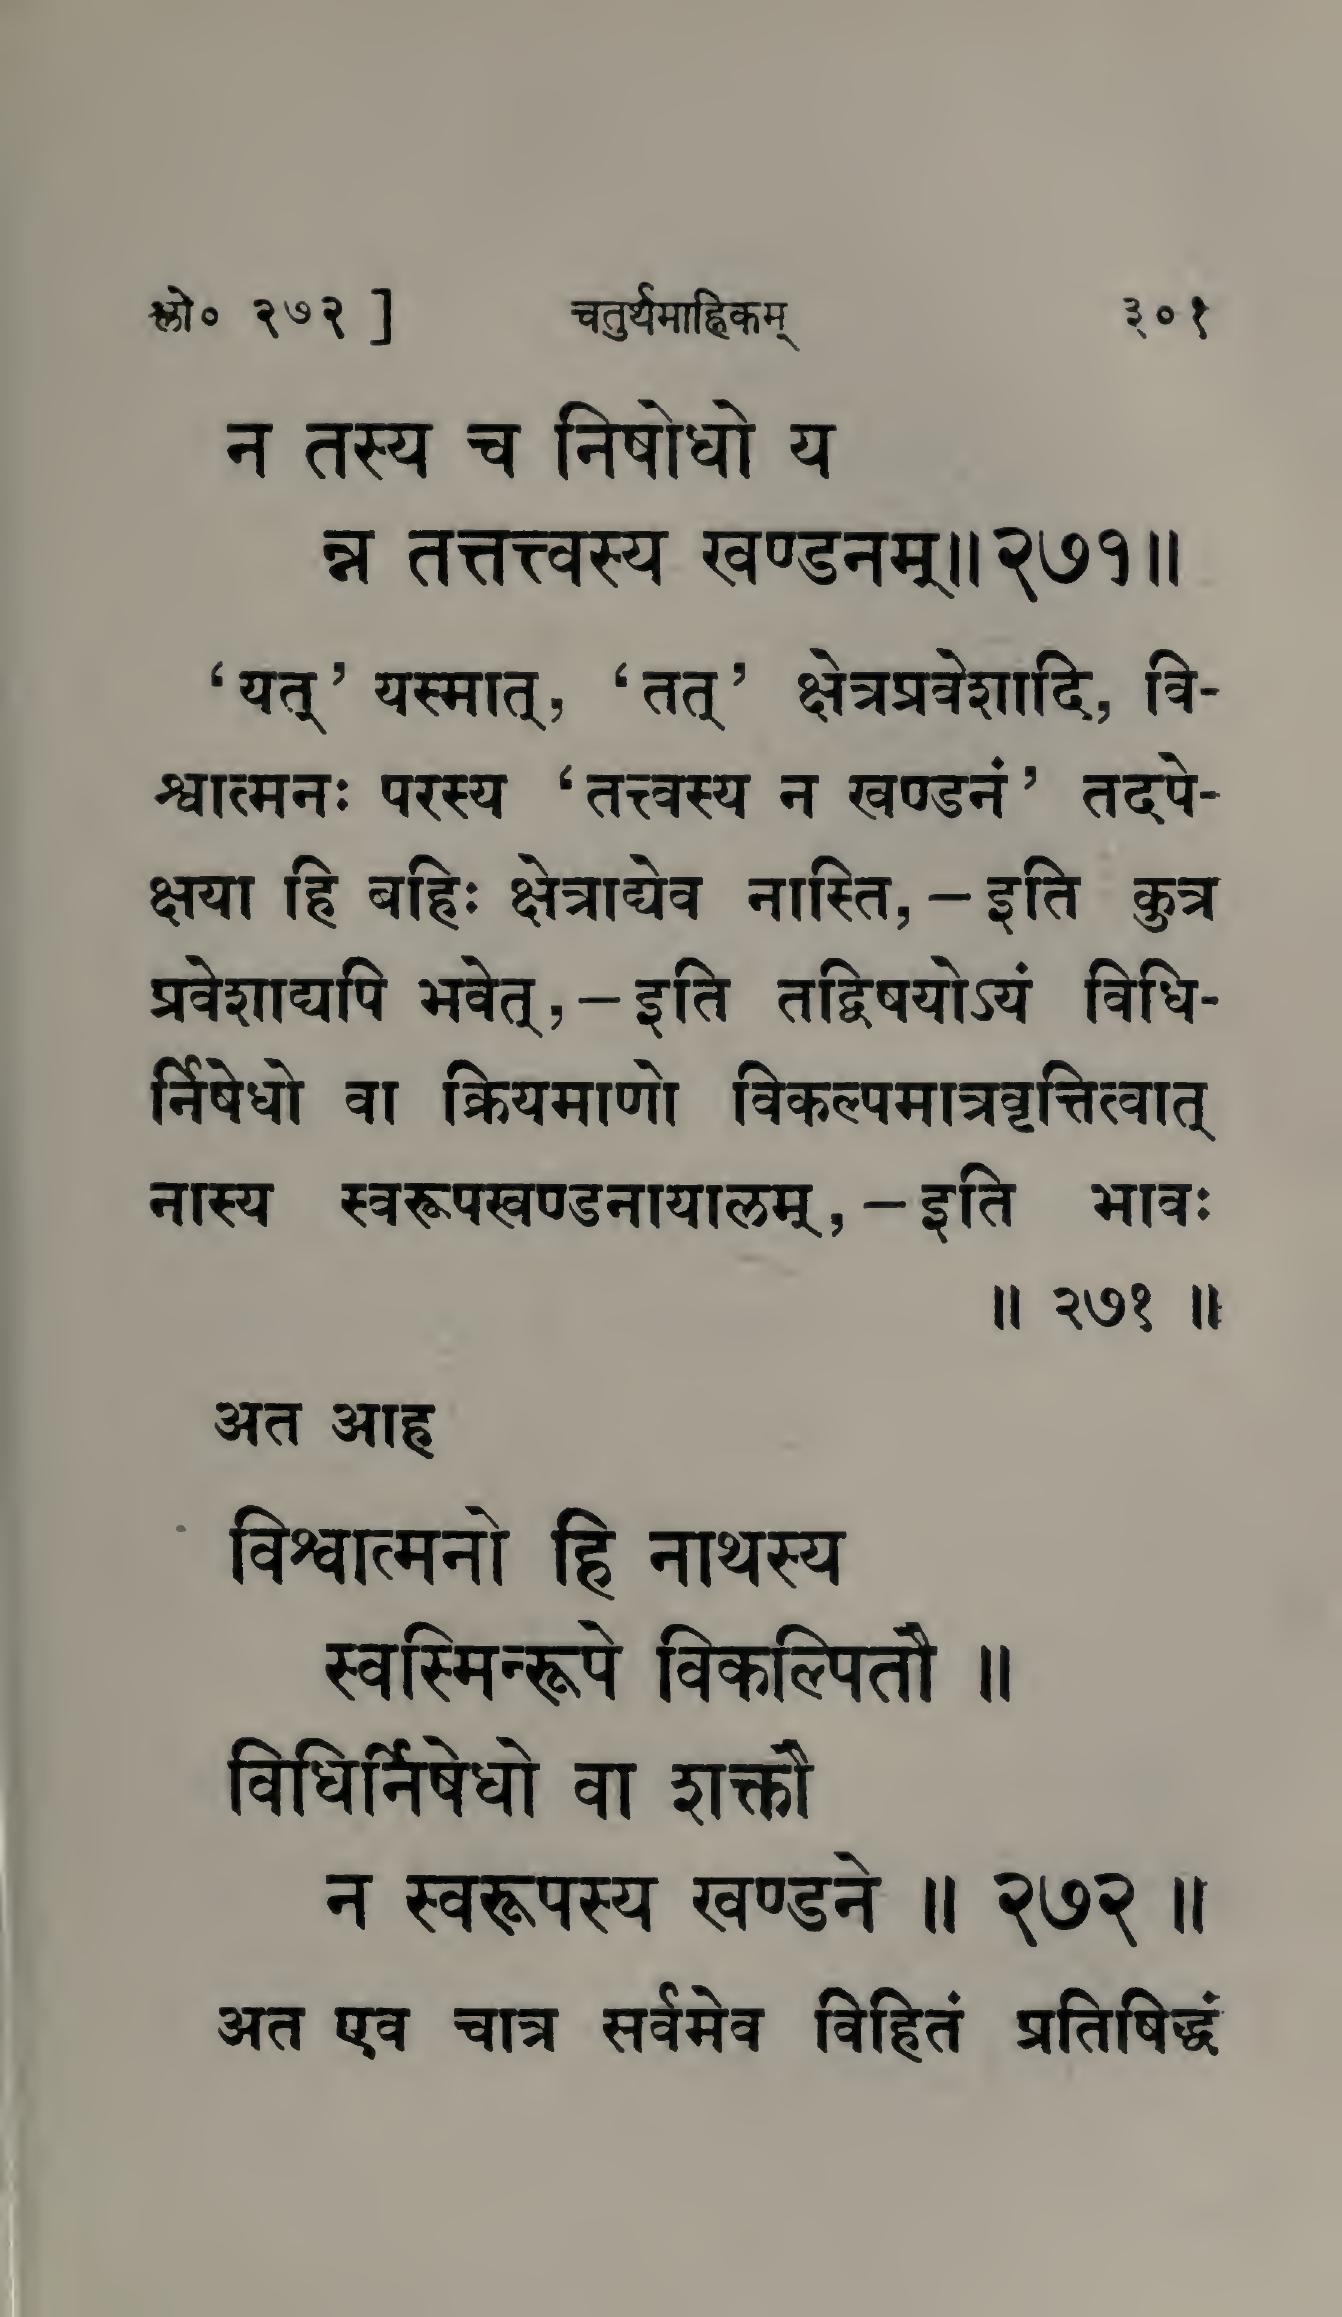 श्लो० २७२ ] चतुर्थमाह्निकम् ३०१
न तस्य च निषोधो य
न्न तत्तत्त्वस्य खण्डनम्॥२७१॥
‘यत्’ यस्मात्, ‘तत्’ क्षेत्रप्रवेशादि, वि-
श्वात्मनः परस्य ‘तत्त्वस्य न खण्डनं’ तदपे-
क्षया हि बहिः क्षेत्राद्येव नास्ति,—इति कुत्र
प्रवेशाद्यपि भवेत्,—इति तद्विषयोऽयं विधि-
र्निषेधो वा क्रियमाणो विकल्पमात्रवृत्तित्वात्
नास्य स्वरूपखण्डनायालम्,—इति भावः
॥ २७१ ॥
अत आह
विश्वात्मनो हि नाथस्य
स्वस्मिन्रूपे विकल्पितौ ॥
विधिर्निषेधो वा शक्तौ
न स्वरूपस्य खण्डने ॥ २७२ ॥
अत एव चात्र सर्वमेव विहितं प्रतिषिद्धं